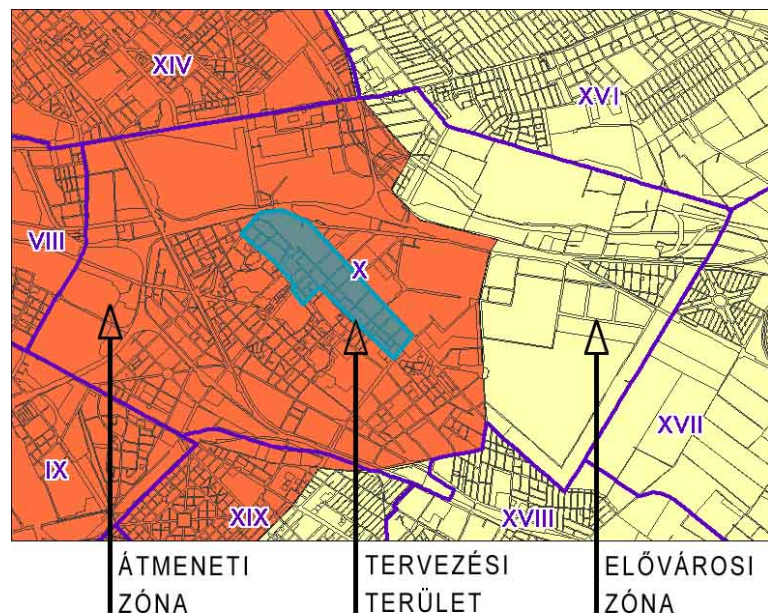 XIV
XVI
VIII
X
XVII
IX
XIX
XVIII
ÁTMENETI
ZÓNA
TERVEZÉSI
TERÜLET
ELŐVÁROSI
ZÓNA